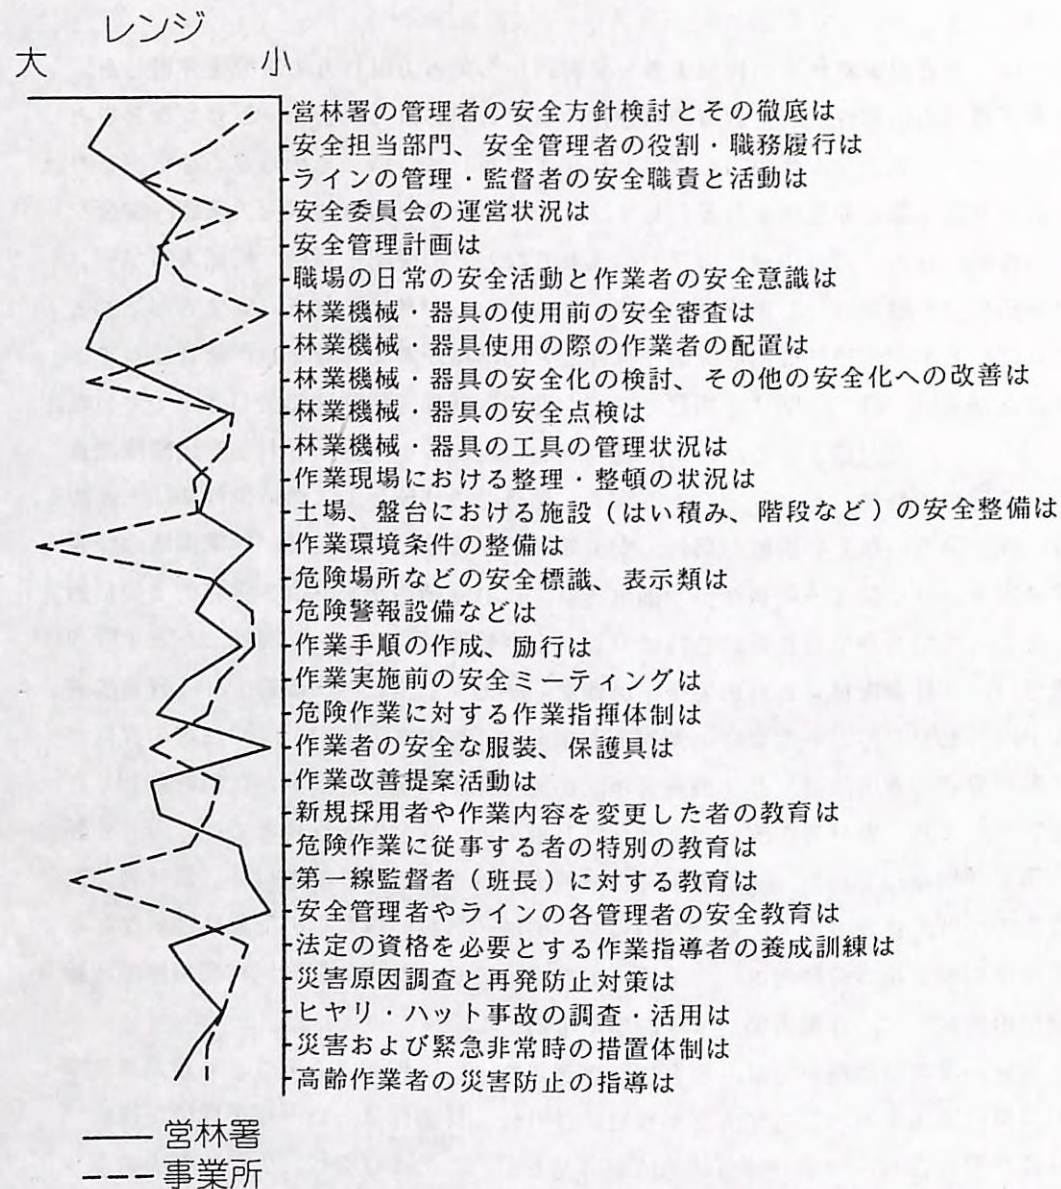 レンジ
大 小
営林署の管理者の安全方針検討とその徹底は
安全担当部門、安全管理者の役割・職務履行は
ラインの管理・監督者の安全職責と活動は
安全委員会の運営状況は
安全管理計画は
職場の日常の安全活動と作業者の安全意識は
林業機械・器具の使用前の安全審査は
林業機械・器具使用の際の作業者の配置は
林業機械・器具の安全化の検討、その他の安全化への改善は
林業機械・器具の安全点検は
林業機械・器具の工具の管理状況は
作業現場における整理・整頓の状況は
土場、盤台における施設（はい積み、階段など）の安全整備は
作業環境条件の整備は
危険場所などの安全標識、表示類は
危険警報設備などは
作業手順の作成、励行は
作業実施前の安全ミーティングは
危険作業に対する作業指揮体制は
作業者の安全な服装、保護具は
作業改善提案活動は
新規採用者や作業内容を変更した者の教育は
危険作業に従事する者の特別の教育は
第一線監督者（班長）に対する教育は
安全管理者やラインの各管理者の安全教育は
法定の資格を必要とする作業指導者の養成訓練は
災害原因調査と再発防止対策は
ヒヤリ・ハット事故の調査・活用は
災害および緊急非常時の措置体制は
高齢作業者の災害防止の指導は
営林署
事業所